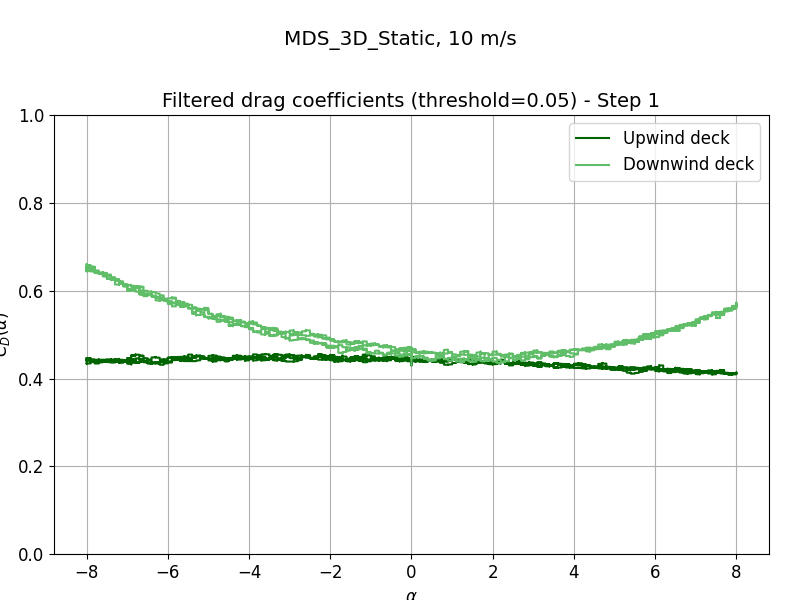 MDS_3D_Static, 10 m/s
Filtered drag coefficients (threshold=0.05) - Step 1
Upwind deck
Downwind deck
1.0
0.8
0.6
0.4
0.2
0.0
−8 −6 −4 −2 0 2 4 6 8
α